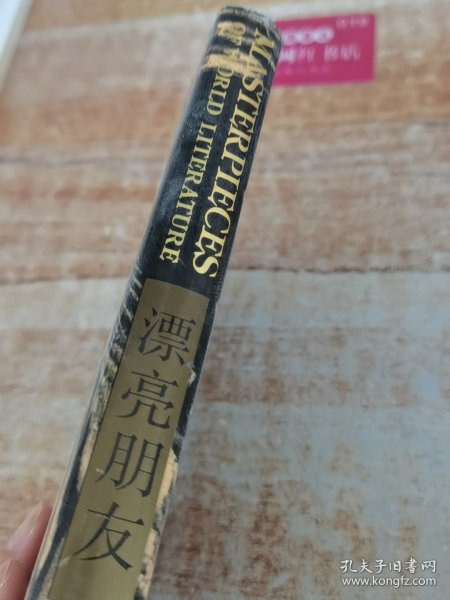 MASTERPIECES
OF WORLD LITERATURE
漂亮朋友
孔夫子旧书网
www.kongfz.com